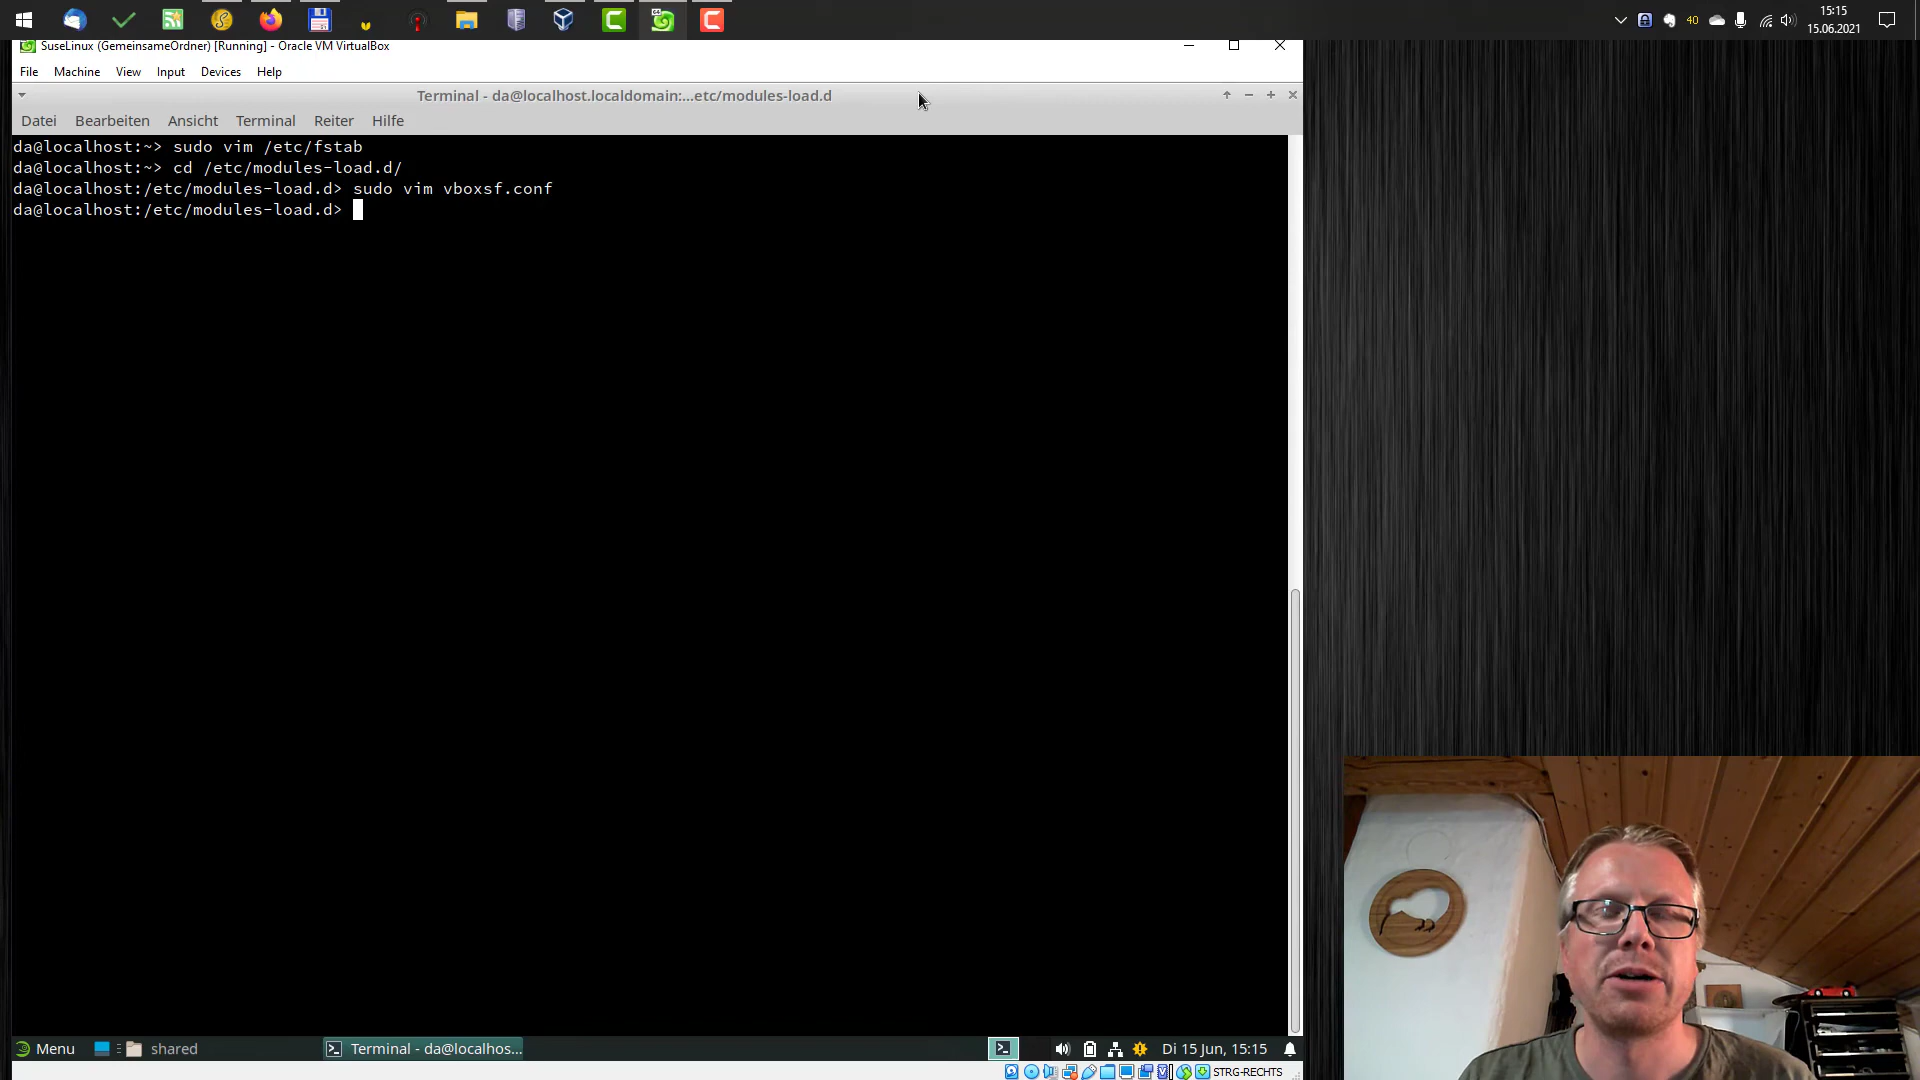 40
15:15
15.06.2021
SuseLinux (GemeinsameOrdner) [Running] - Oracle VM VirtualBox
File Machine View Input Devices Help
Terminal - da@localhost.localdomain:...etc/modules-load.d
Datei Bearbeiten Ansicht Terminal Reiter Hilfe
da@localhost:~> sudo vim /etc/fstab
da@localhost:~> cd /etc/modules-load.d/
da@localhost:/etc/modules-load.d> sudo vim vboxsf.conf
da@localhost:/etc/modules-load.d>
Menu shared Terminal - da@localhos... Di 15 Jun, 15:15
STRG-RECHTS